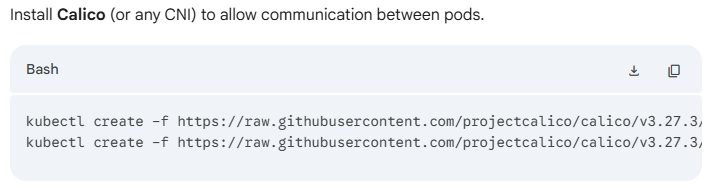 Install Calico (or any CNI) to allow communication between pods.
Bash
kubectl create -f https://raw.githubusercontent.com/projectcalico/calico/v3.27.3/
kubectl create -f https://raw.githubusercontent.com/projectcalico/calico/v3.27.3/